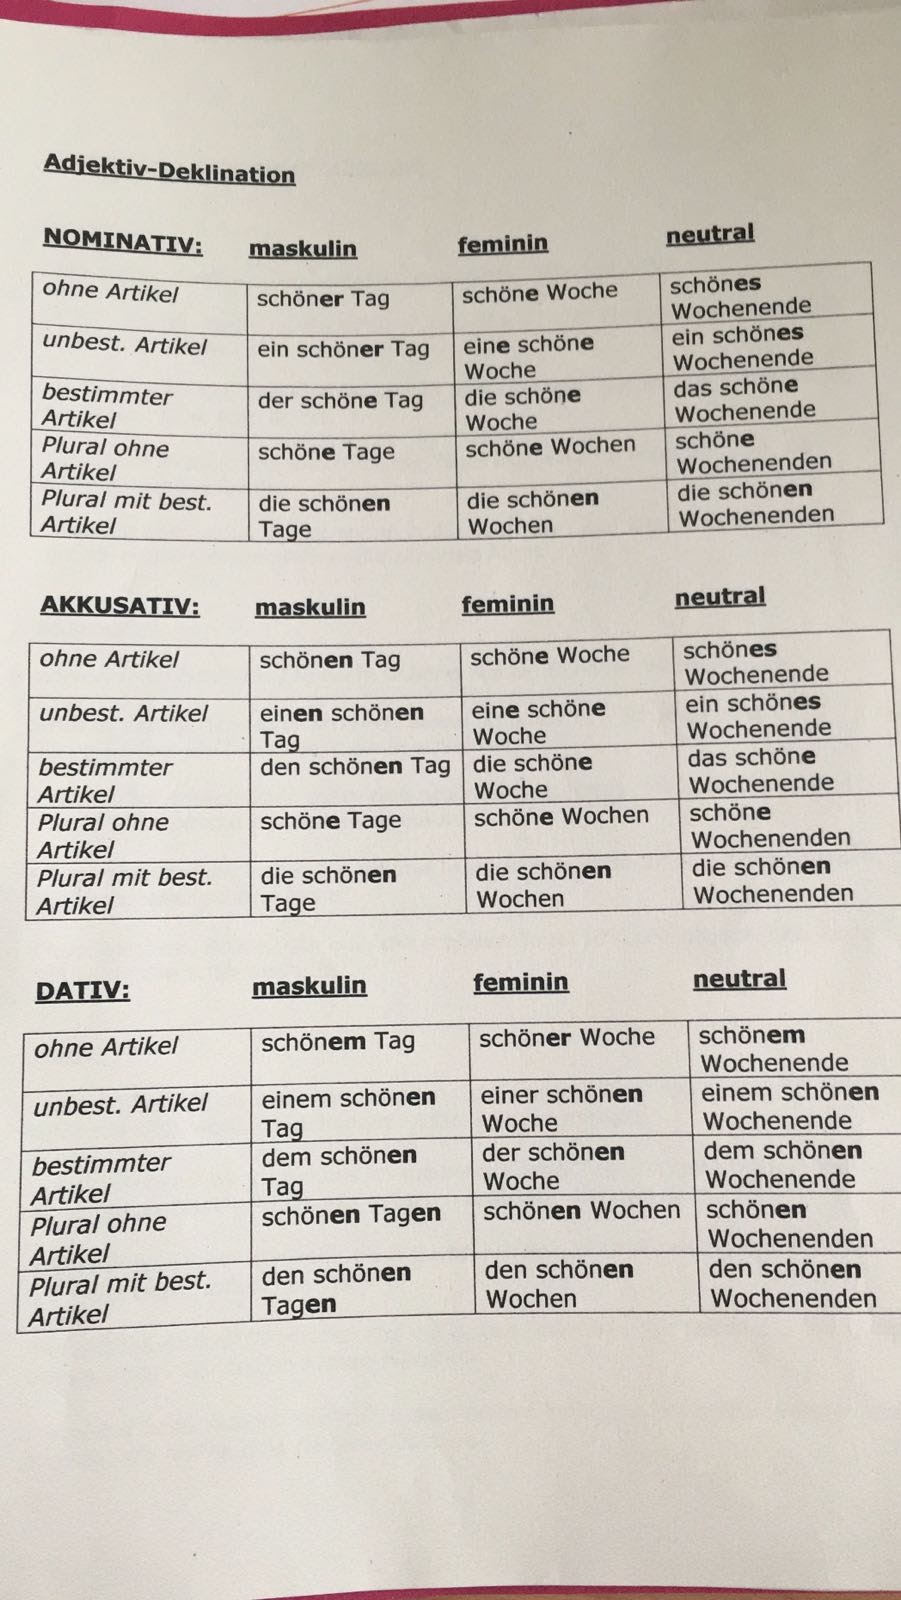 Adjektiv-Deklination
NOMINATIV: maskulin feminin neutral
ohne Artikel schöner Tag schöne Woche schönes
Wochenende
unbest. Artikel ein schöner Tag eine schöne ein schönes
Woche Wochenende
bestimmter der schöne Tag die schöne das schöne
Artikel Woche Wochenende
Plural ohne schöne Tage schöne Wochen schöne
Artikel Wochenenden
Plural mit best. die schönen die schönen die schönen
Artikel Tage Wochen Wochenenden
AKKUSATIV: maskulin feminin neutral
ohne Artikel schönen Tag schöne Woche schönes
Wochenende
unbest. Artikel einen schönen eine schöne ein schönes
Tag Woche Wochenende
bestimmter den schönen Tag die schöne das schöne
Artikel Woche Wochenende
Plural ohne schöne Tage schöne Wochen schöne
Artikel Wochenenden
Plural mit best. die schönen die schönen die schönen
Artikel Tage Wochen Wochenenden
DATIV: maskulin feminin neutral
ohne Artikel schönem Tag schöner Woche schönem
Wochenende
unbest. Artikel einem schönen einer schönen einem schönen
Tag Woche Wochenende
bestimmter dem schönen der schönen dem schönen
Artikel Tag Woche Wochenende
Plural ohne schönen Tagen schönen Wochen schönen
Artikel Wochenenden
Plural mit best. den schönen den schönen den schönen
Artikel Tagen Wochen Wochenenden